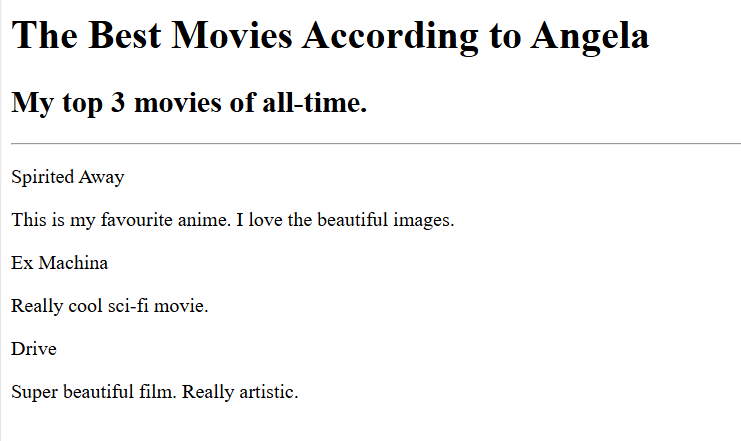 The Best Movies According to Angela
My top 3 movies of all-time.
Spirited Away
This is my favourite anime. I love the beautiful images.
Ex Machina
Really cool sci-fi movie.
Drive
Super beautiful film. Really artistic.